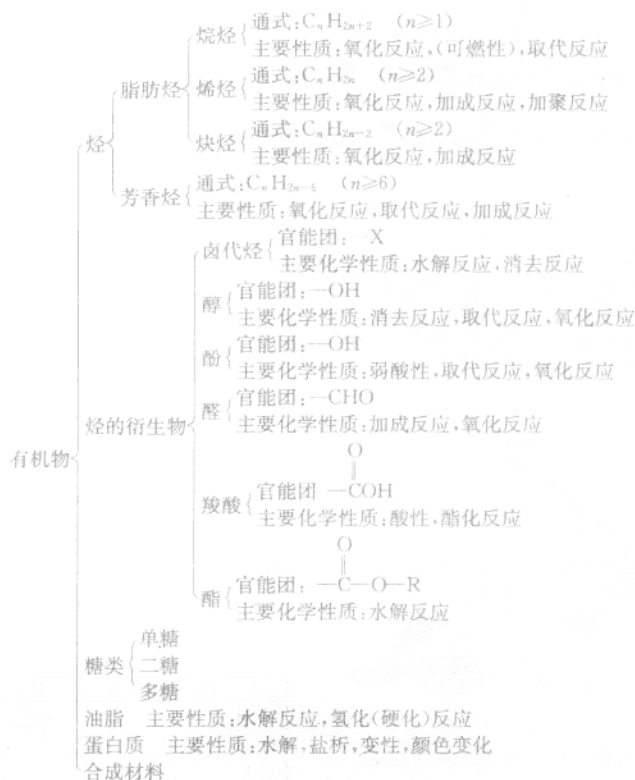 通式:CnH2n+2 (n≥1)
烷烃
主要性质:氧化反应,(可燃性),取代反应
通式:CnH2n (n≥2)
脂肪烃 烯烃
主要性质:氧化反应,加成反应,加聚反应
通式:CnH2n-2 (n≥2)
烃 炔烃
主要性质:氧化反应,加成反应
通式:CnH2n-6 (n≥6)
芳香烃
主要性质:氧化反应,取代反应,加成反应
官能团:—X
卤代烃
主要化学性质:水解反应,消去反应
官能团:—OH
醇
主要化学性质:消去反应,取代反应,氧化反应
官能团:—OH
酚
主要化学性质:弱酸性,取代反应,氧化反应
官能团:—CHO
醛
主要化学性质:加成反应,氧化反应
烃的衍生物
有机物
O
官能团 —COH
羧酸
主要化学性质:酸性,酯化反应
O
官能团: —C—O—R
酯
主要化学性质:水解反应
单糖
糖类 二糖
多糖
油脂 主要性质:水解反应,氢化(硬化)反应
蛋白质 主要性质:水解,盐析,变性,颜色变化
合成材料